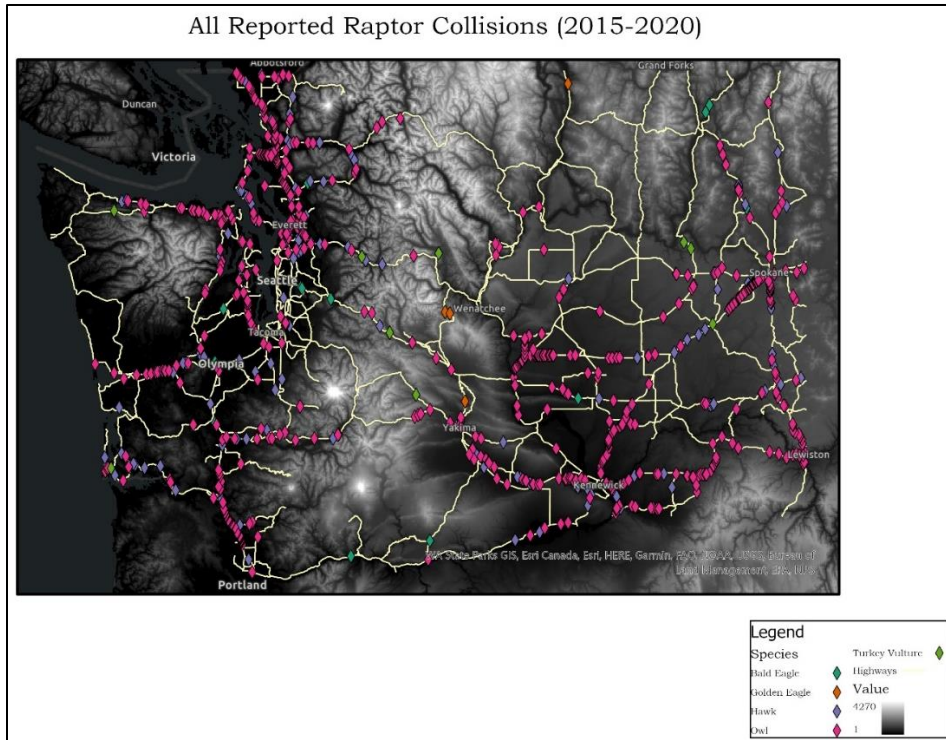 All Reported Raptor Collisions (2015-2020)
Abbotsford
Grand Forks
Duncan
Victoria
Everett
Seattle
Spokane
Wenatchee
Tacoma
Olympia
Yakima
Lewiston
Kennewick
WA State Parks GIS, Esri Canada, Esri, HERE, Garmin, FAO, NOAA, USGS, Bureau of
Land Management, EPA, NPS
Portland
Legend
Species
Turkey Vulture
Bald Eagle
Highways
Golden Eagle
Value
Hawk
4270
Owl
1